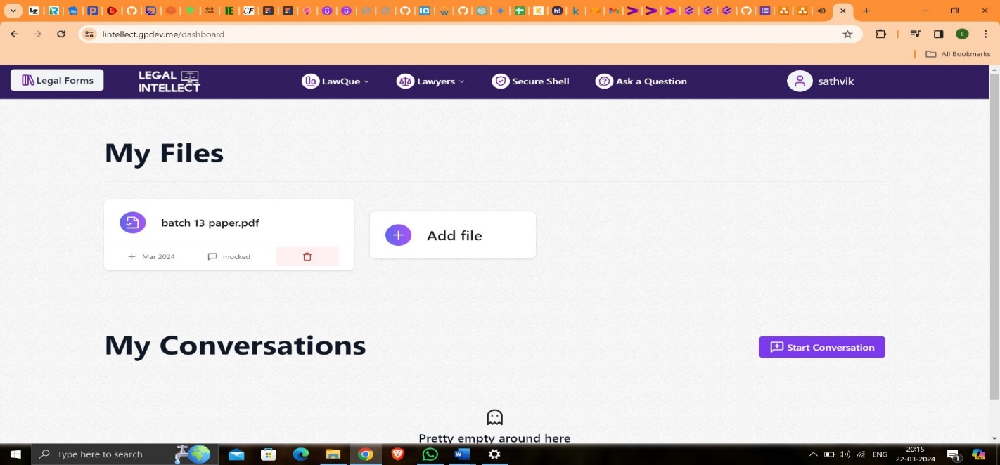 lintellect.gpdev.me/dashboard
All Bookmarks
Legal Forms
LEGAL
INTELLECT
LawQue
Lawyers
Secure Shell
Ask a Question
sathvik
My Files
batch 13 paper.pdf
Add file
Mar 2024
mocked
My Conversations
Start Conversation
Pretty empty around here
Type here to search
ENG
20:15
22-03-2024